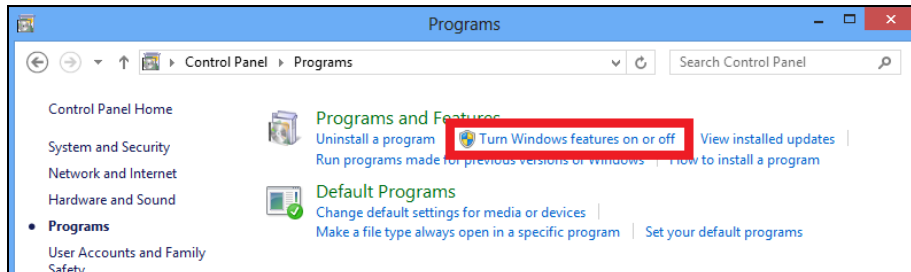 Programs
Control Panel ▸ Programs
Search Control Panel
Control Panel Home
System and Security
Network and Internet
Hardware and Sound
• Programs
User Accounts and Family
Safety
Programs and Features
Uninstall a program
Turn Windows features on or off
View installed updates
Run programs made for previous versions of Windows
How to install a program
Default Programs
Change default settings for media or devices
Make a file type always open in a specific program
Set your default programs